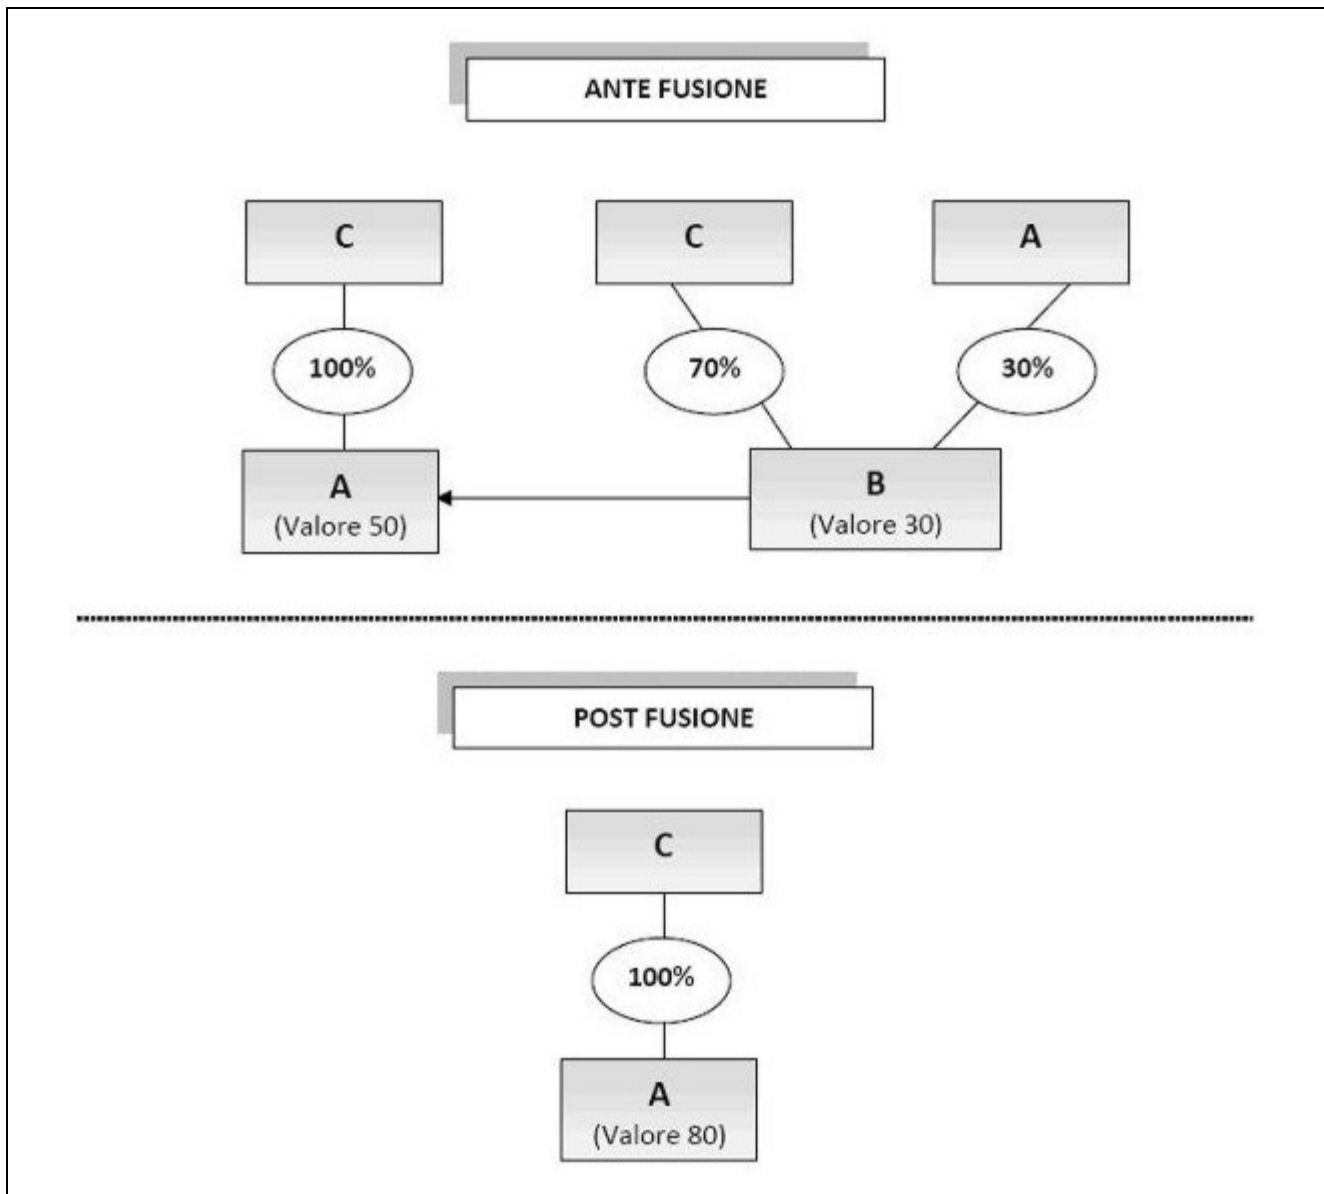 ANTE FUSIONE
C
C
A
100%
70%
30%
A
(Valore 50)
B
(Valore 30)
POST FUSIONE
C
100%
A
(Valore 80)